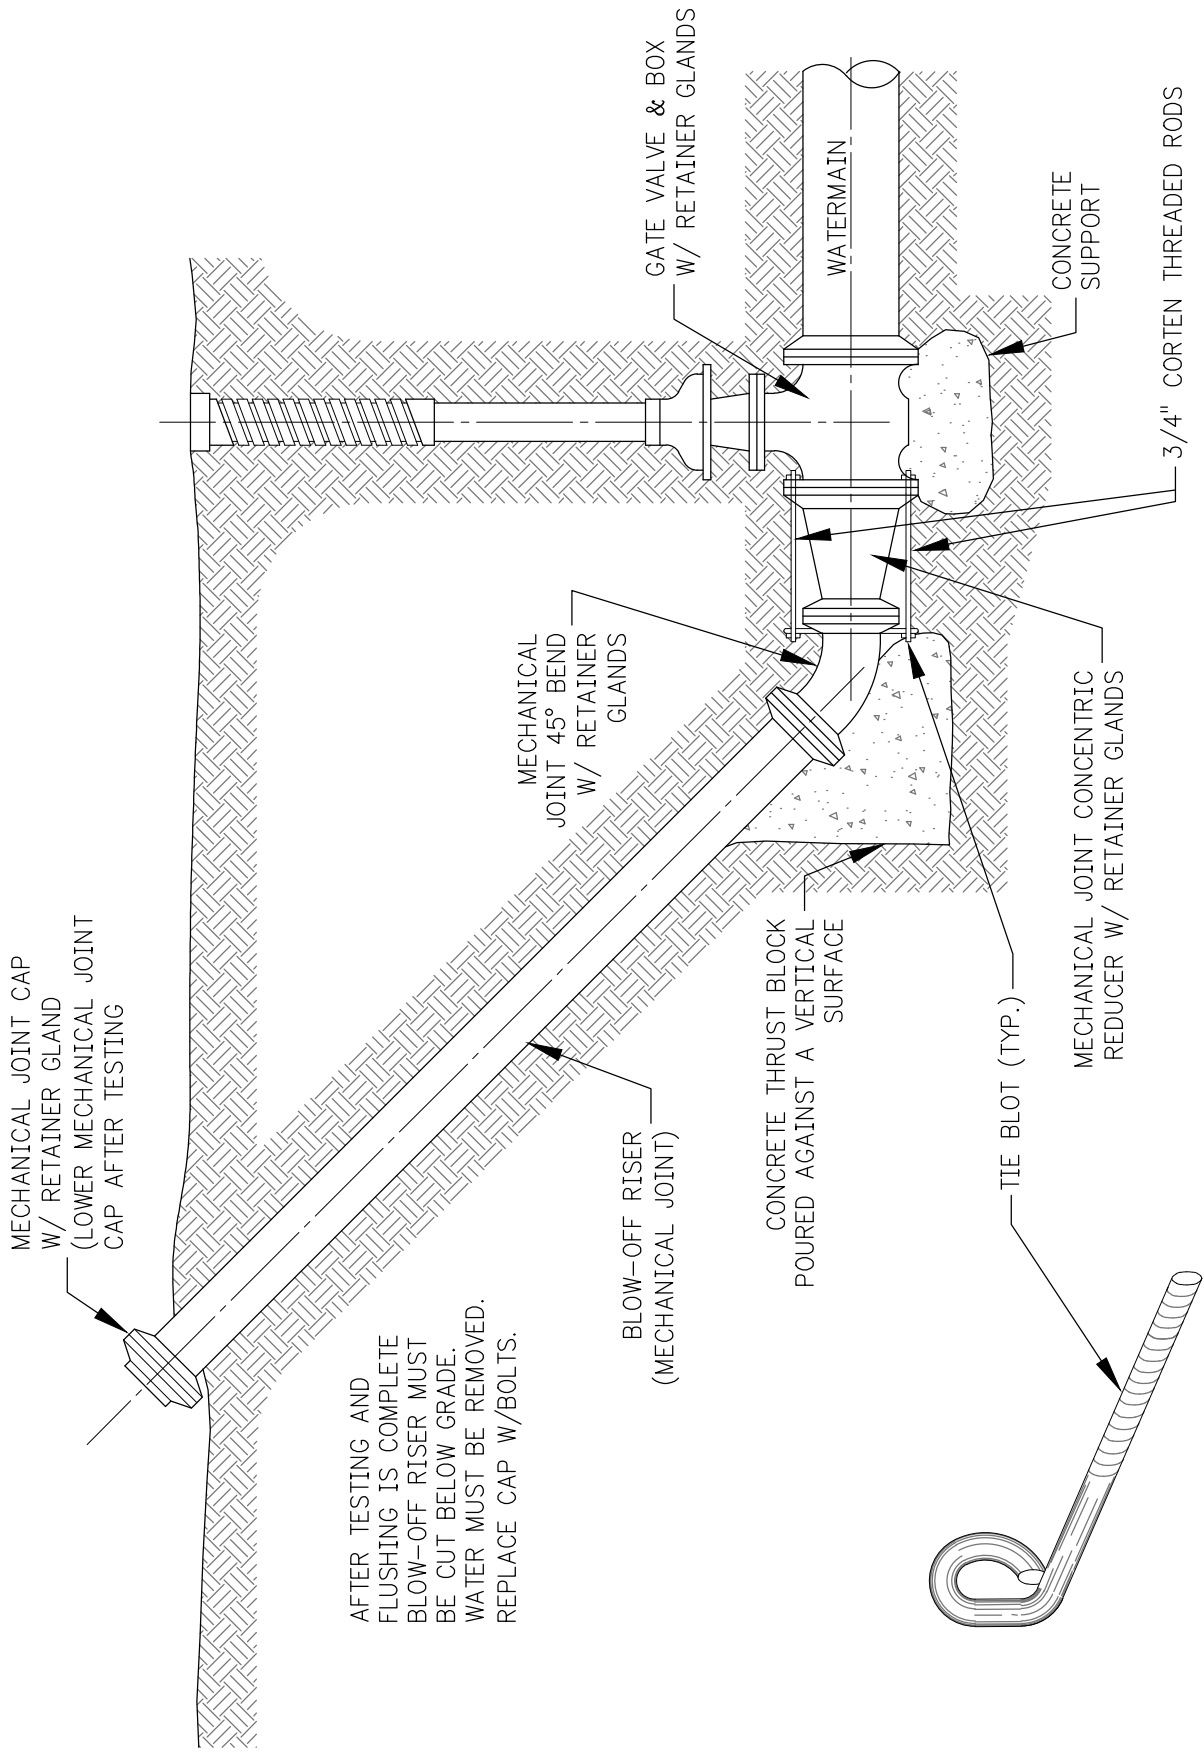 MECHANICAL JOINT CAP
W/ RETAINER GLAND
(LOWER MECHANICAL JOINT
CAP AFTER TESTING
AFTER TESTING AND
FLUSHING IS COMPLETE
BLOW-OFF RISER MUST
BE CUT BELOW GRADE.
WATER MUST BE REMOVED.
REPLACE CAP W/BOLTS.
BLOW-OFF RISER
(MECHANICAL JOINT)
MECHANICAL
JOINT 45° BEND
W/ RETAINER
GLANDS
GATE VALVE & BOX
W/ RETAINER GLANDS
WATERMAIN
CONCRETE THRUST BLOCK
POURED AGAINST A VERTICAL
SURFACE
TIE BLOT (TYP.)
MECHANICAL JOINT CONCENTRIC
REDUCER W/ RETAINER GLANDS
CONCRETE
SUPPORT
3/4" CORTEN THREADED RODS